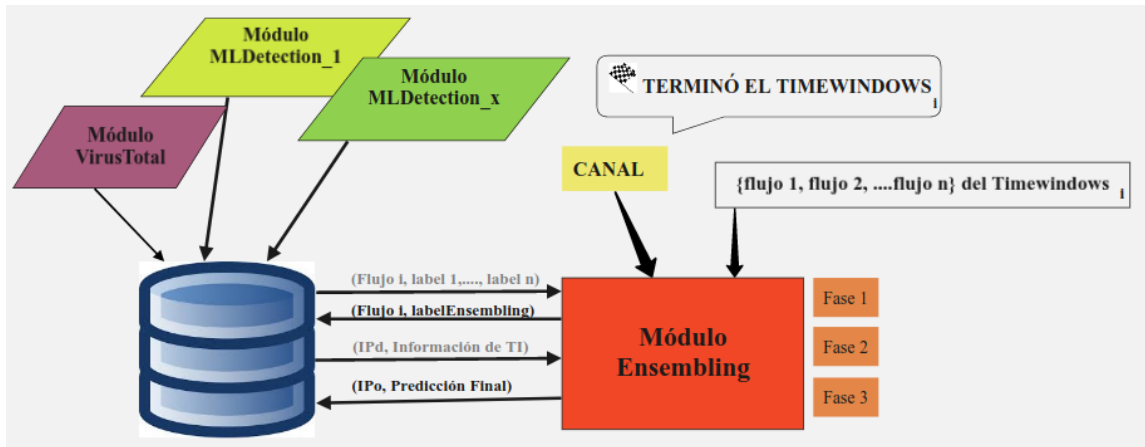 Módulo
MLDetection_1
Módulo
MLDetection_x
Módulo
VirusTotal
TERMINÓ EL TIMEWINDOWS i
CANAL
{flujo 1, flujo 2, ....flujo n} del Timewindows i
(Flujo i, label 1,...., label n)
(Flujo i, labelEnsembling)
(IPd, Información de TI)
(IPo, Predicción Final)
Módulo
Ensembling
Fase 1
Fase 2
Fase 3